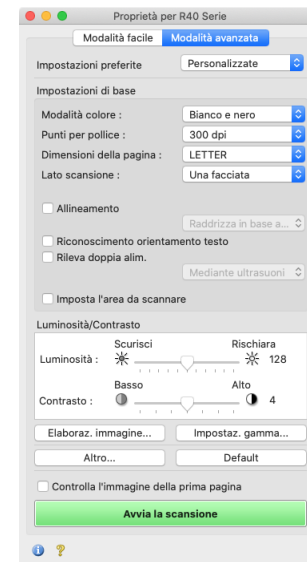 Proprietà per R40 Serie
Modalità facile Modalità avanzata
Impostazioni preferite Personalizzate
Impostazioni di base
Modalità colore : Bianco e nero
Punti per pollice : 300 dpi
Dimensioni della pagina : LETTER
Lato scansione : Una facciata
Allineamento
Raddrizza in base a...
Riconoscimento orientamento testo
Rileva doppia alim.
Mediante ultrasuoni
Imposta l'area da scannare
Luminosità/Contrasto
Scurisci Rischiara
Luminosità : 128
Basso Alto
Contrasto : 4
Elaboraz. immagine... Impostaz. gamma...
Altro... Default
Controlla l'immagine della prima pagina
Avvia la scansione